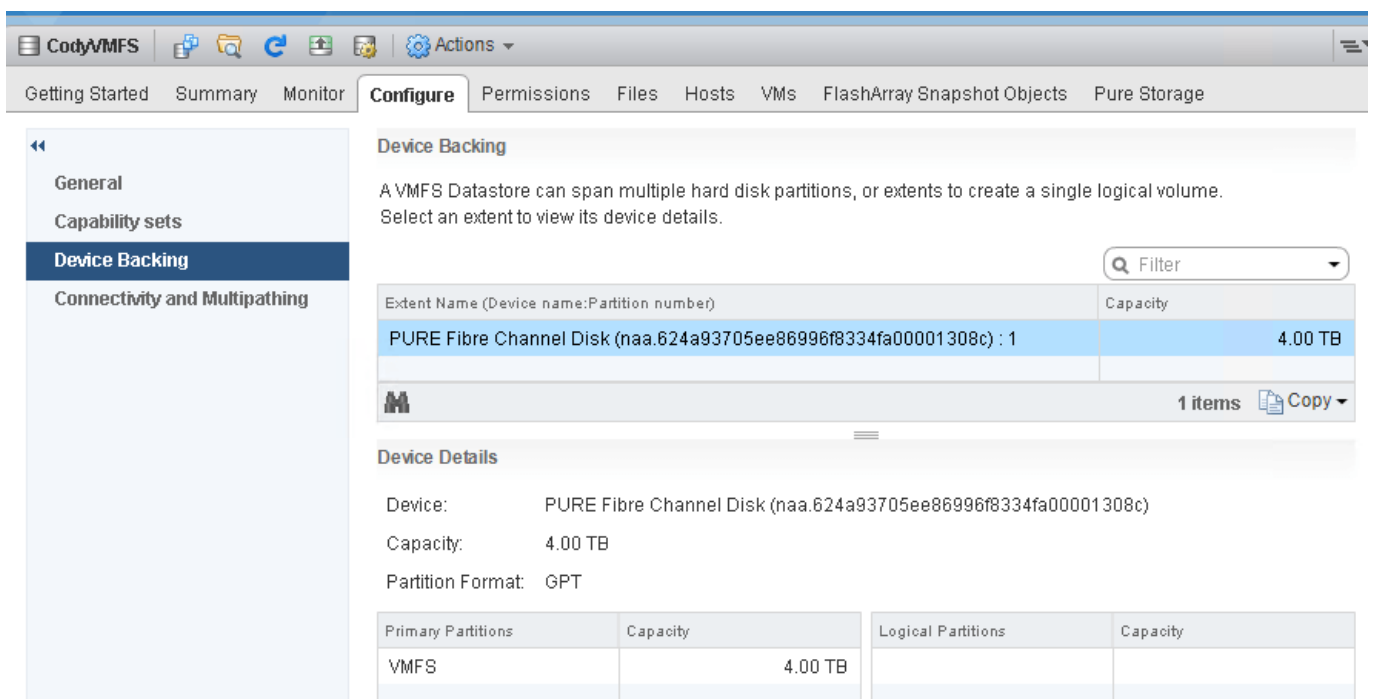 CodyVMFS Actions
Getting Started Summary Monitor Configure Permissions Files Hosts VMs FlashArray Snapshot Objects Pure Storage
General
Capability sets
Device Backing
Connectivity and Multipathing
Device Backing
A VMFS Datastore can span multiple hard disk partitions, or extents to create a single logical volume.
Select an extent to view its device details.
Filter
Extent Name (Device name:Partition number) Capacity
PURE Fibre Channel Disk (naa.624a93705ee86996f8334fa00001308c) : 1 4.00 TB
1 items Copy
Device Details
Device: PURE Fibre Channel Disk (naa.624a93705ee86996f8334fa00001308c)
Capacity: 4.00 TB
Partition Format: GPT
Primary Partitions Capacity Logical Partitions Capacity
VMFS 4.00 TB